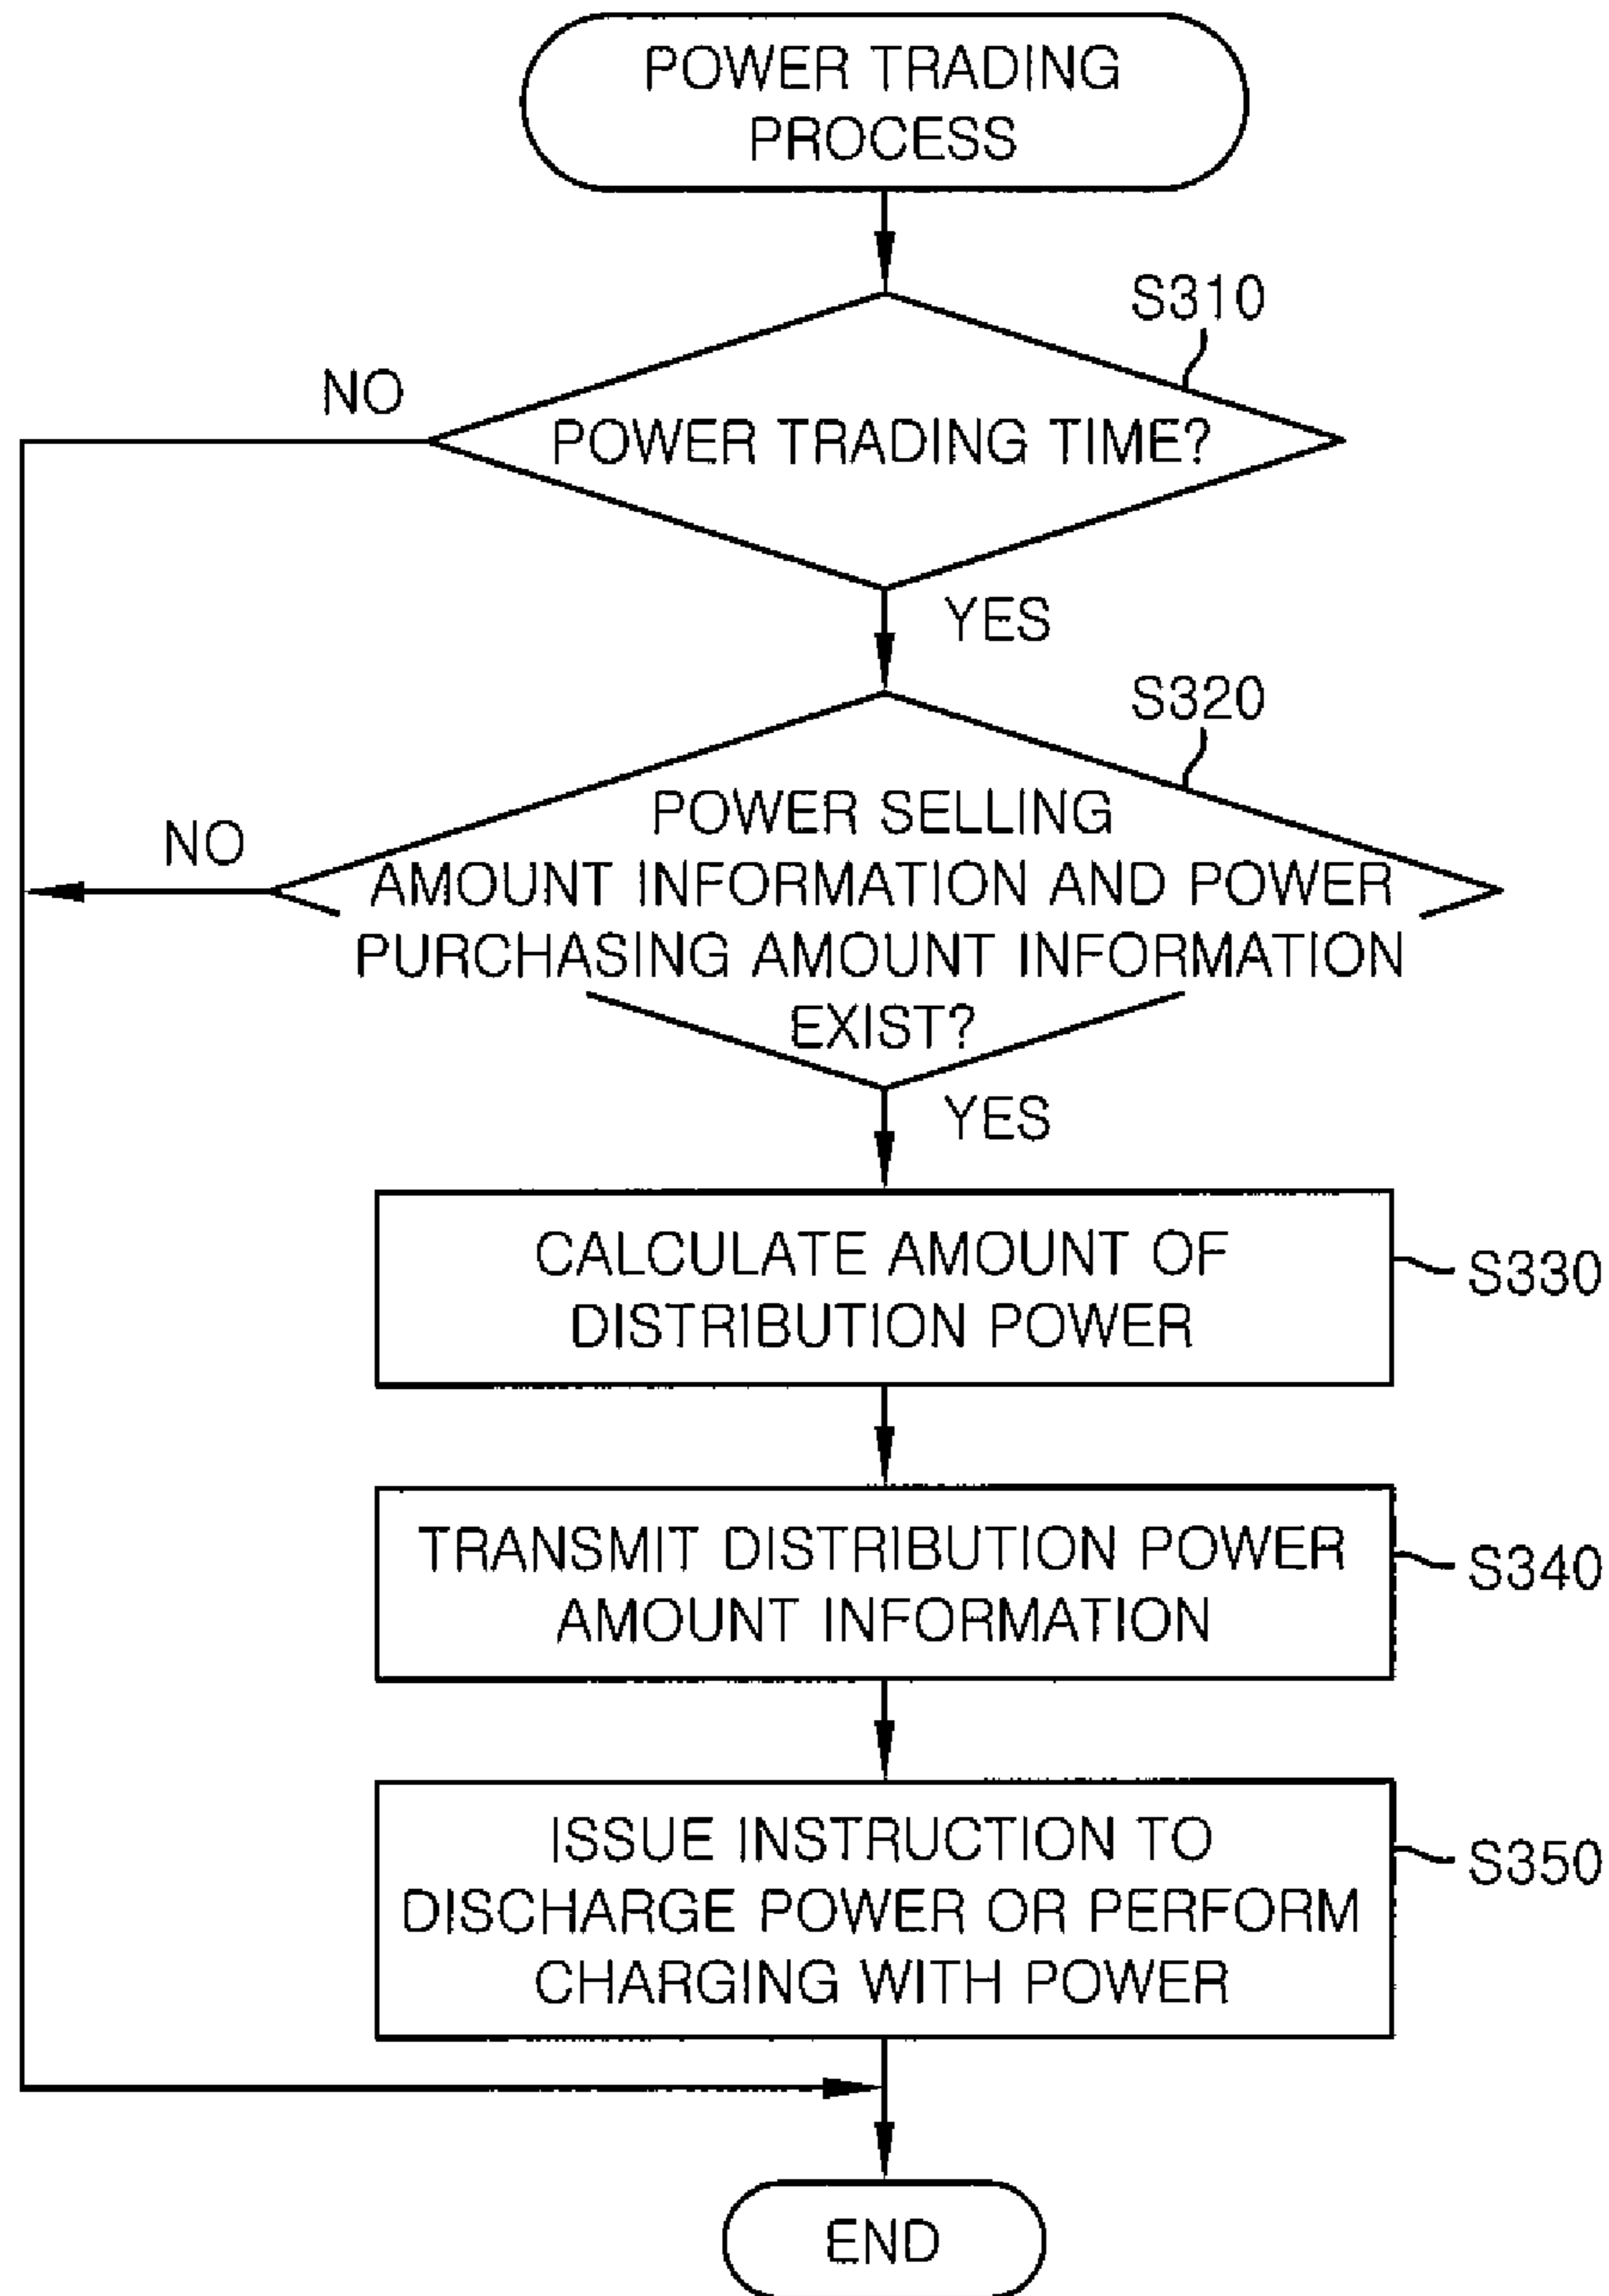 POWER TRADING
PROCESS
S310
NO
POWER TRADING TIME?
YES
S320
POWER SELLING
NO
AMOUNT INFORMATION AND POWER
PURCHASING AMOUNT INFORMATION
EXIST?
YES
CALCULATE AMOUNT OF
DISTRIBUTION POWER
S330
TRANSMIT DISTRIBUTION POWER
AMOUNT INFORMATION
S340
ISSUE INSTRUCTION TO
DISCHARGE POWER OR PERFORM
CHARGING WITH POWER
S350
END